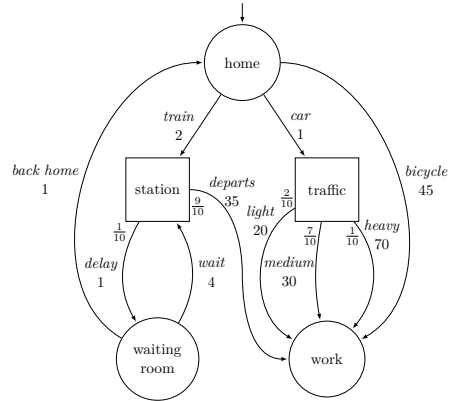 home
train
2
car
1
back home
1
bicycle
45
station
traffic
departs
35
9/10
2/10
light
20
1/10
7/10
1/10
heavy
70
delay
1
wait
4
medium
30
waiting
room
work